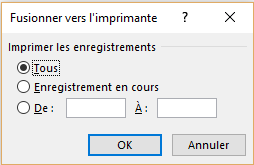 Fusionner vers l'imprimante ? ×
Imprimer les enregistrements
Tous
Enregistrement en cours
De : À :
OK Annuler